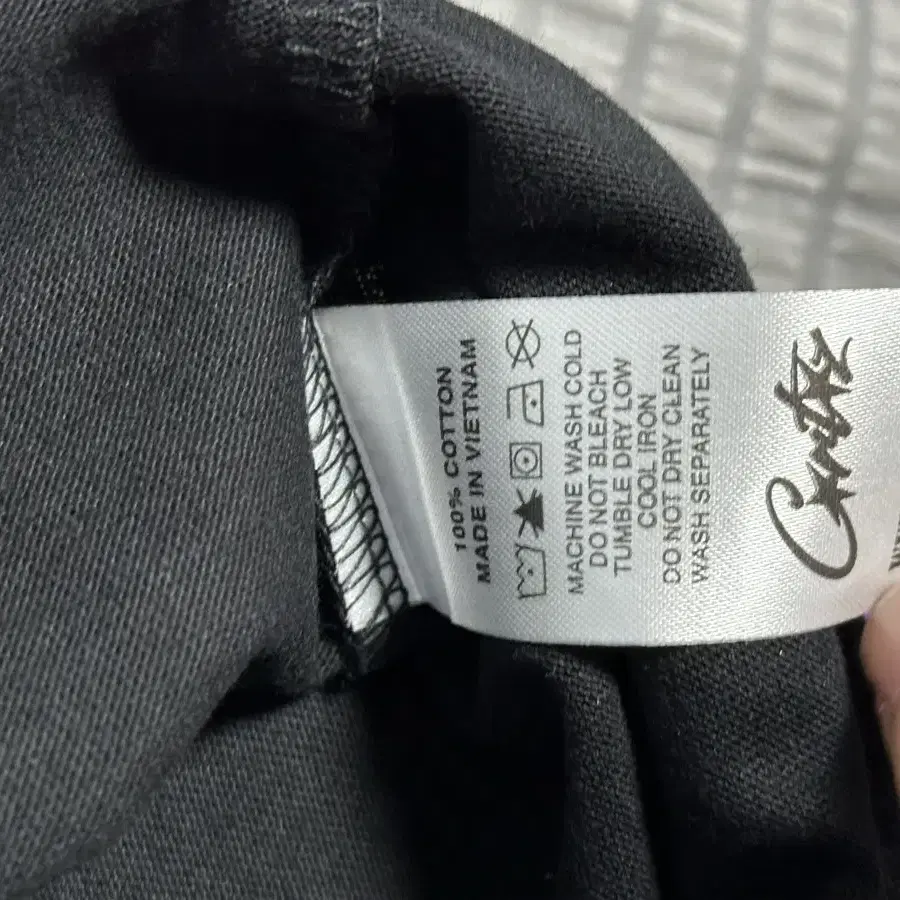 100% COTTON
MADE IN VIETNAM
MACHINE WASH COLD
DO NOT BLEACH
TUMBLE DRY LOW
COOL IRON
DO NOT DRY CLEAN
WASH SEPARATELY
Crtz